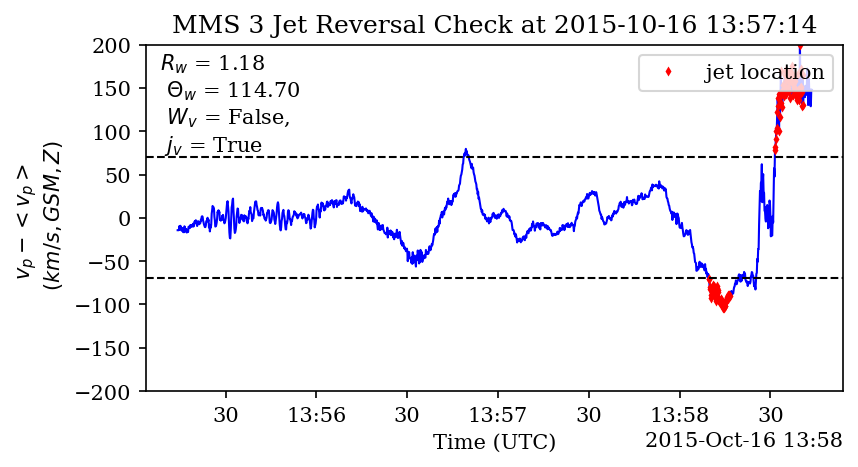 MMS 3 Jet Reversal Check at 2015-10-16 13:57:14
v_p − <v_p>
(km/s, GSM, Z)
200
150
100
50
0
−50
−100
−150
−200
R_w = 1.18
Θ_w = 114.70
W_v = False,
j_v = True
jet location
30 13:56 30 13:57 30 13:58 30
Time (UTC)
2015-Oct-16 13:58